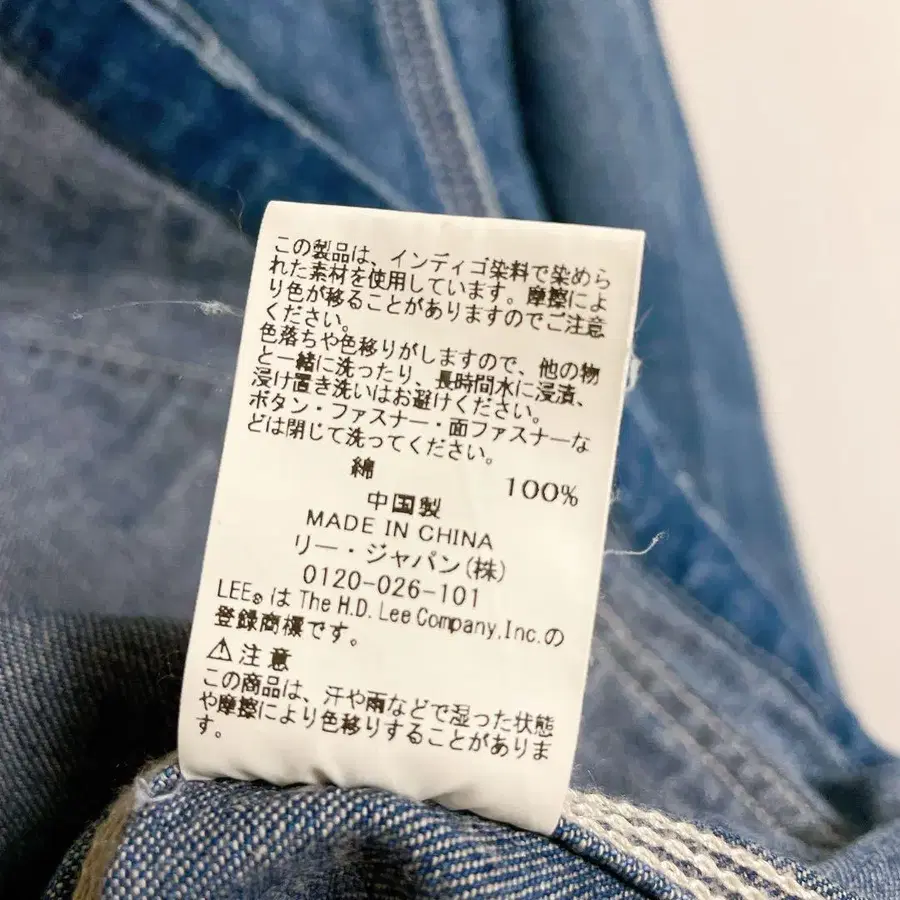 この製品は、インディゴ染料で染めら
れた素材を使用しています。摩擦によ
り色が移ることがありますのでご注意
ください。
色落ちや色移りがしますので、他の物
と一緒に洗ったり、長時間水に浸漬、
浸け置き洗いはお避けください。
ボタン・ファスナー・面ファスナーな
どは閉じて洗ってください。
綿 100%
中国製
MADE IN CHINA
リー・ジャパン(株)
0120-026-101
LEE®は The H.D. Lee Company,Inc.の
登録商標です。
⚠注意
この商品は、汗や雨などで湿った状態
や摩擦により色移りすることがありま
す。